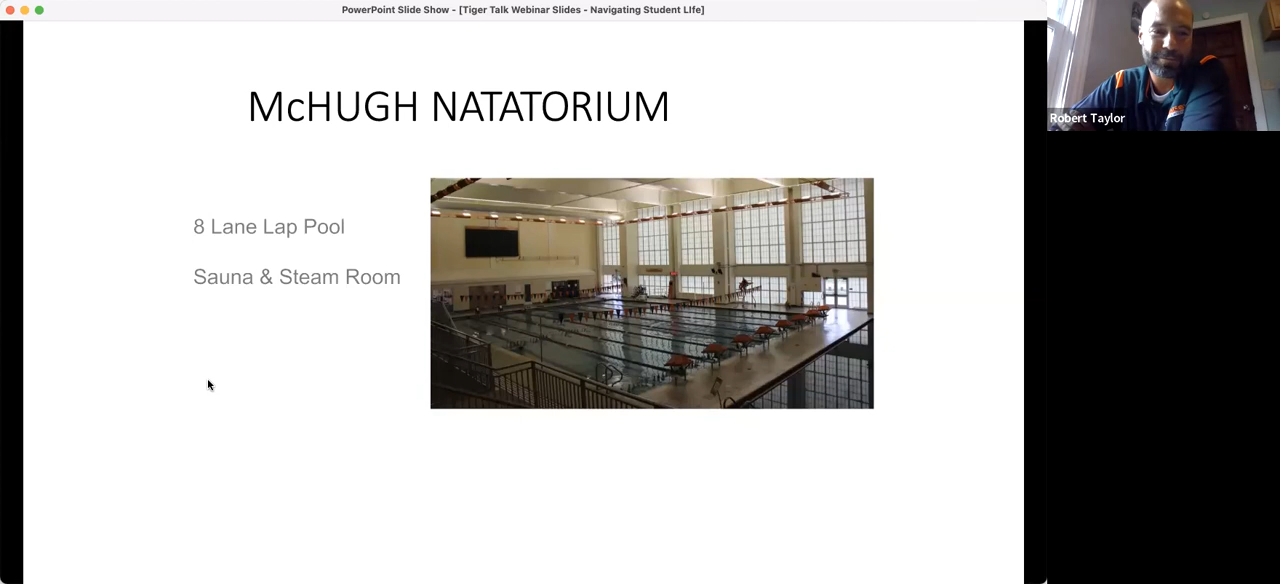 PowerPoint Slide Show - [Tiger Talk Webinar Slides - Navigating Student LIfe]
McHUGH NATATORIUM
8 Lane Lap Pool
Sauna & Steam Room
Robert Taylor